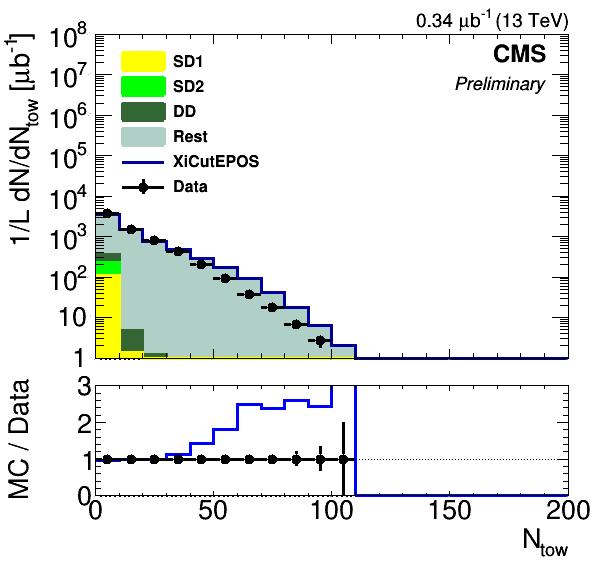 0.34 μb⁻¹ (13 TeV)
CMS
Preliminary
1/L dN/dN_tow [μb⁻¹]
10⁸
10⁷
10⁶
10⁵
10⁴
10³
10²
10
1
SD1
SD2
DD
Rest
XiCutEPOS
Data
MC / Data
3
2
1
0
0 50 100 150 200
N_tow